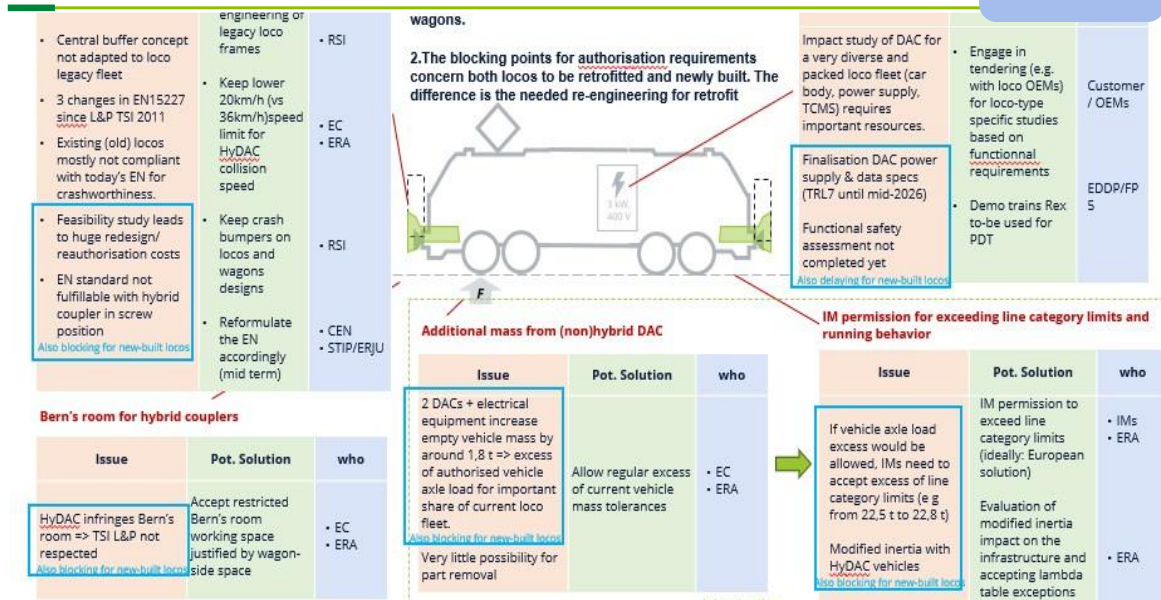 engineering of
legacy loco
frames
wagons.
• Central buffer concept
not adapted to loco
legacy fleet
• 3 changes in EN15227
since L&P TSI 2011
• Existing (old) locos
mostly not compliant
with today's EN for
crashworthiness.
• Feasibility study leads
to huge redesign/
reauthorisation costs
• EN standard not
fulfillable with hybrid
coupler in screw
position
Also blocking for new-built locos
• Keep lower
20km/h (vs
36km/h)speed
limit for
HyDAC
collision
speed
• Keep crash
bumpers on
locos and
wagons
designs
• Reformulate
the EN
accordingly
(mid term)
• RSI
• EC
• ERA
• RSI
• CEN
• STIP/ERJU
2.The blocking points for authorisation requirements
concern both locos to be retrofitted and newly built. The
difference is the needed re-engineering for retrofit
3 kW,
400 V
F
Impact study of DAC for
a very diverse and
packed loco fleet (car
body, power supply,
TCMS) requires
important resources.
Finalisation DAC power
supply & data specs
(TRL7 until mid-2026)
Functional safety
assessment not
completed yet
Also delaying for new-built locos
• Engage in
tendering (e.g.
with loco OEMs)
for loco-type
specific studies
based on
functionnal
requirements
• Demo trains Rex
to-be used for
PDT
Customer
/ OEMs
EDDP/FP
5
Bern's room for hybrid couplers
Issue
Pot. Solution
who
HyDAC infringes Bern's
room => TSI L&P not
respected
Also blocking for new-built locos
Accept restricted
Bern's room
working space
justified by wagon-
side space
• EC
• ERA
Additional mass from (non)hybrid DAC
Issue
Pot. Solution
who
2 DACs + electrical
equipment increase
empty vehicle mass by
around 1,8 t => excess
of authorised vehicle
axle load for important
share of current loco
fleet.
Also blocking for new-built locos
Very little possibility for
part removal
Allow regular excess
of current vehicle
mass tolerances
• EC
• ERA
IM permission for exceeding line category limits and
running behavior
Issue
Pot. Solution
who
If vehicle axle load
excess would be
allowed, IMs need to
accept excess of line
category limits (e g
from 22,5 t to 22,8 t)
Modified inertia with
HyDAC vehicles
Also blocking for new-built locos
IM permission to
exceed line
category limits
(ideally: European
solution)
Evaluation of
modified inertia
impact on the
infrastructure and
accepting lambda
table exceptions
• IMs
• ERA
• ERA